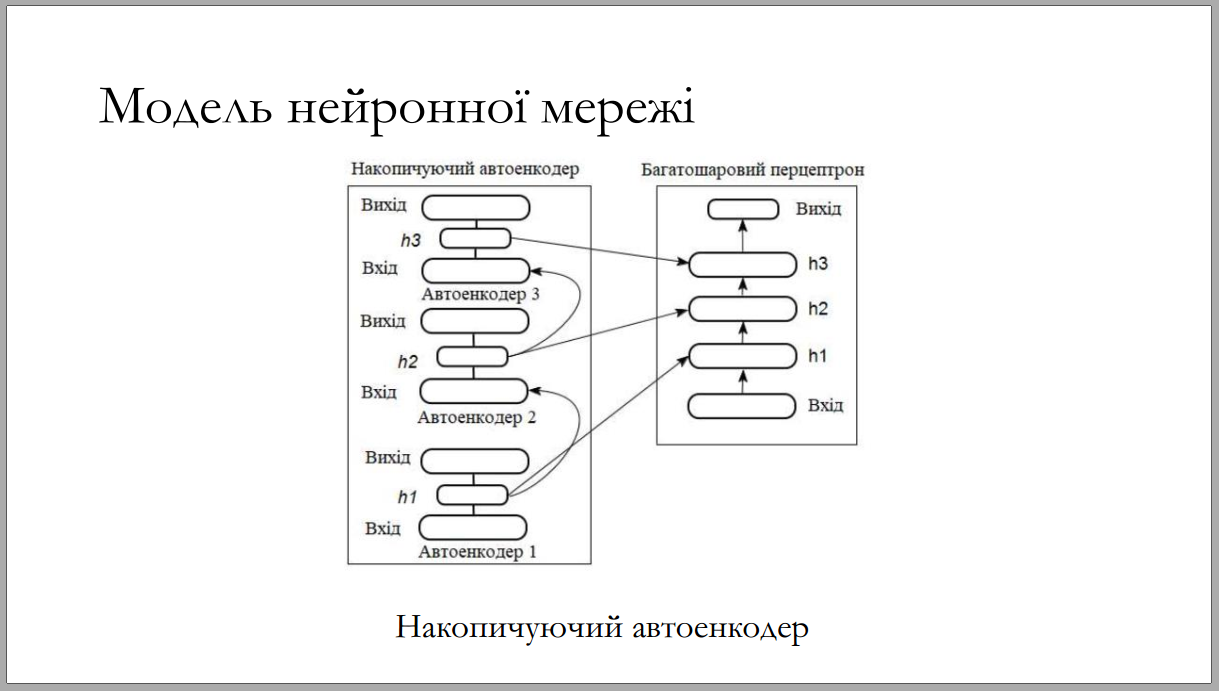 Модель нейронної мережі
Накопичуючий автоенкодер
Вихід
h3
Вхід
Автоенкодер 3
Вихід
h2
Вхід
Автоенкодер 2
Вихід
h1
Вхід
Автоенкодер 1
Багатошаровий перцептрон
Вихід
h3
h2
h1
Вхід
Накопичуючий автоенкодер